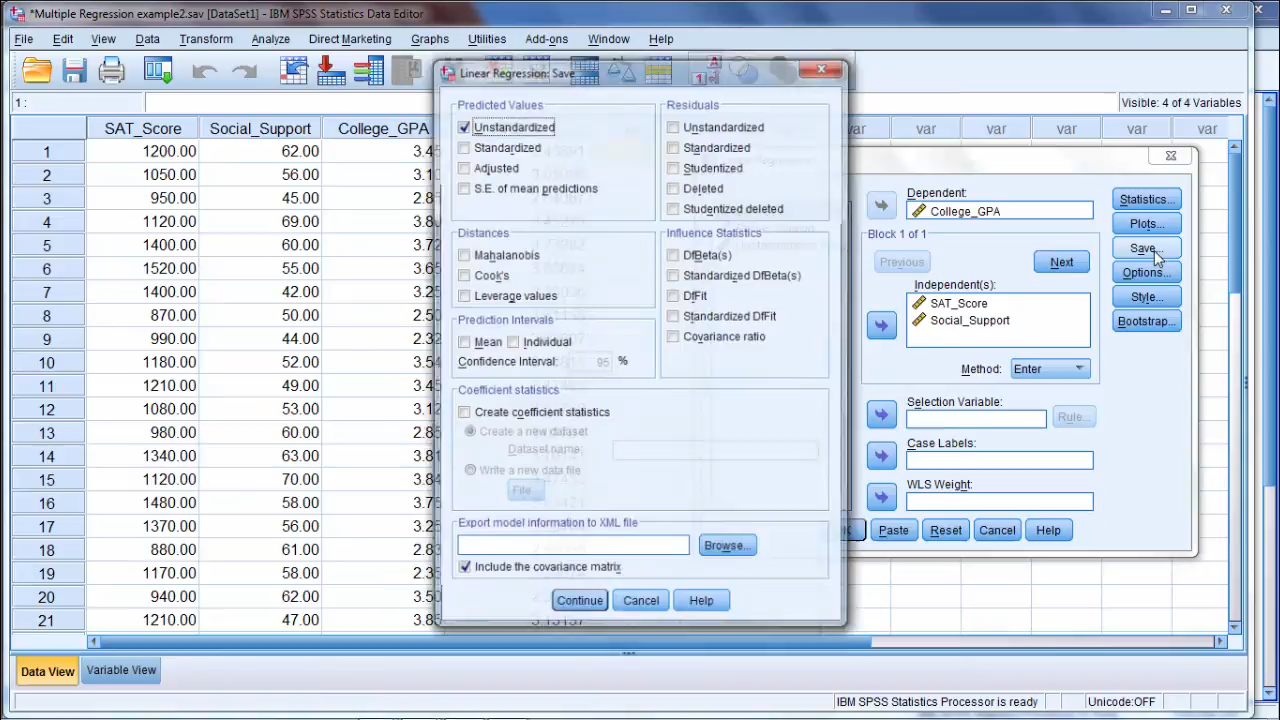 *Multiple Regression example2.sav [DataSet1] - IBM SPSS Statistics Data Editor
File Edit View Data Transform Analyze Direct Marketing Graphs Utilities Add-ons Window Help
1 : Visible: 4 of 4 Variables
SAT_Score Social_Support College_GPA var var var var var var
1 1200.00 62.00
2 1050.00 56.00
3 950.00 45.00
4 1120.00 69.00
5 1400.00 60.00
6 1520.00 55.00
7 1400.00 42.00
8 870.00 50.00
9 990.00 44.00
10 1180.00 52.00
11 1210.00 49.00
12 1080.00 53.00
13 980.00 60.00
14 1340.00 63.00
15 1120.00 70.00
16 1480.00 58.00
17 1370.00 56.00
18 880.00 61.00
19 1170.00 58.00
20 940.00 62.00
21 1210.00 47.00
Linear Regression: Save
Predicted Values
Unstandardized
Standardized
Adjusted
S.E. of mean predictions
Residuals
Unstandardized
Standardized
Studentized
Deleted
Studentized deleted
Distances
Mahalanobis
Cook's
Leverage values
Influence Statistics
DfBeta(s)
Standardized DfBeta(s)
DfFit
Standardized DfFit
Covariance ratio
Prediction Intervals
Mean Individual
Confidence Interval: 95 %
Coefficient statistics
Create coefficient statistics
Create a new dataset
Dataset name:
Write a new data file
File...
Export model information to XML file
Browse...
Include the covariance matrix
Continue Cancel Help
Dependent:
College_GPA
Block 1 of 1
Previous Next
Independent(s):
SAT_Score
Social_Support
Method: Enter
Selection Variable:
Rule...
Case Labels:
WLS Weight:
Paste Reset Cancel Help
Statistics...
Plots...
Save...
Options...
Style...
Bootstrap...
Data View Variable View
IBM SPSS Statistics Processor is ready Unicode:OFF